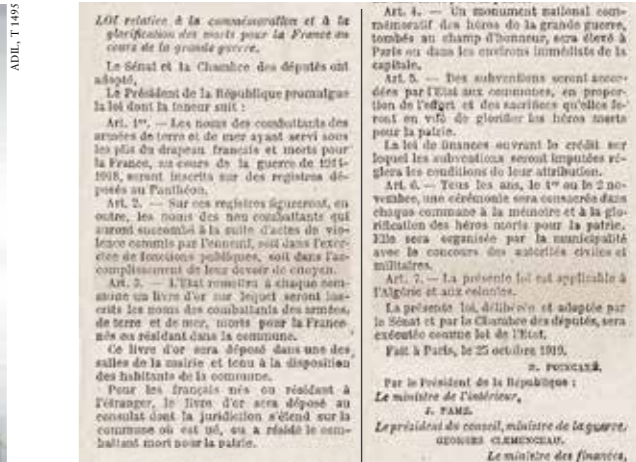 ADIL, T 1495
LOI relative à la commémoration et à la
glorification des morts pour la France au
cours de la grande guerre.
Le Sénat et la Chambre des députés ont
adopté,
Le Président de la République promulgue
la loi dont la teneur suit :
Art. 1er. — Les noms des combattants des
armées de terre et de mer ayant servi sous
les plis du drapeau français et morts pour
la France, au cours de la guerre de 1914-
1918, seront inscrits sur des registres dé-
posés au Panthéon.
Art. 2. — Sur ces registres figureront, en
outre, les noms des non combattants qui
auront succombé à la suite d'actes de vio-
lence commis par l'ennemi, soit dans l'exer-
cice de fonctions publiques, soit dans l'ac-
complissement de leur devoir de citoyen.
Art. 3. — L'Etat remettra à chaque com-
mune un livre d'or sur lequel seront ins-
crits les noms des combattants des armées
de terre et de mer, morts pour la France
nés ou résidant dans la commune.
Ce livre d'or sera déposé dans une des
salles de la mairie et tenu à la disposition
des habitants de la commune.
Pour les français nés ou résidant à
l'étranger, le livre d'or sera déposé au
consulat dont la juridiction s'étend sur la
commune où est né, ou a résidé le com-
battant mort pour la patrie.
Art. 4. — Un monument national com-
mémoratif des héros de la grande guerre,
tombés au champ d'honneur, sera élevé à
Paris ou dans les environs immédiats de la
capitale.
Art. 5. — Des subventions seront accor-
dées par l'Etat aux communes, en propor-
tion de l'effort et des sacrifices qu'elles fe-
ront en vue de glorifier les héros morts
pour la patrie.
La loi de finances ouvrant le crédit sur
lequel les subventions seront imputées ré-
glera les conditions de leur attribution.
Art. 6. — Tous les ans, le 1er ou le 2 no-
vembre, une cérémonie sera consacrée dans
chaque commune à la mémoire et à la glo-
rification des héros morts pour la patrie.
Elle sera organisée par la municipalité
avec le concours des autorités civiles et
militaires.
Art. 7. — La présente loi est applicable à
l'Algérie et aux colonies.
La présente loi, délibérée et adoptée par
le Sénat et par la Chambre des députés, sera
exécutée comme loi de l'Etat.
Fait à Paris, le 25 octobre 1919.
R. POINCARÉ.
Par le Président de la République :
Le ministre de l'intérieur,
J. PAMS.
Le président du conseil, ministre de la guerre,
GEORGES CLEMENCEAU.
Le ministre des finances,